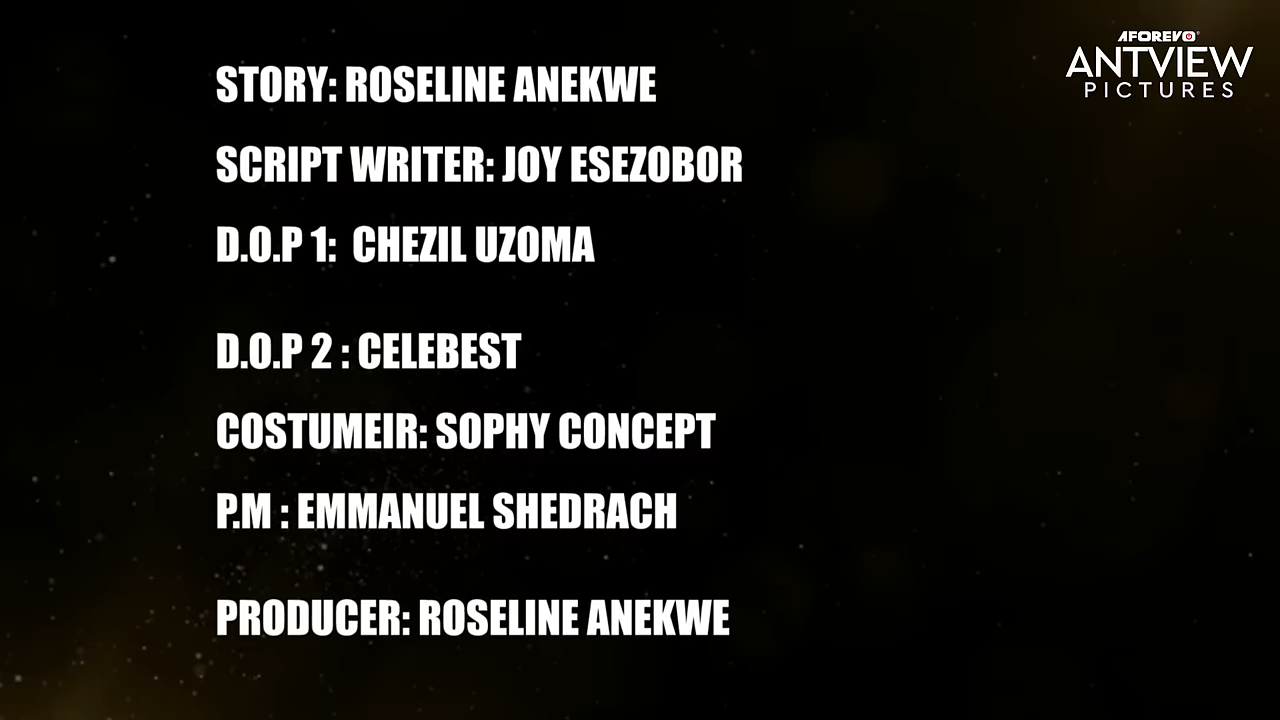 AFOREVO
ANTVIEW
PICTURES
STORY: ROSELINE ANEKWE
SCRIPT WRITER: JOY ESEZOBOR
D.O.P 1:  CHEZIL UZOMA
D.O.P 2 : CELEBEST
COSTUMEIR: SOPHY CONCEPT
P.M : EMMANUEL SHEDRACH
PRODUCER: ROSELINE ANEKWE